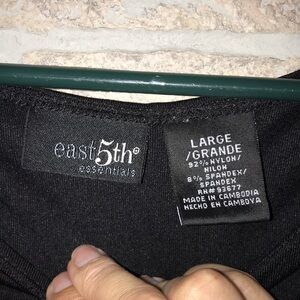 east5th®
essentials
LARGE
/GRANDE
92% NYLON/
NILON
8% SPANDEX/
SPANDEX
RN# 93677
MADE IN CAMBODIA
HECHO EN CAMBOYA